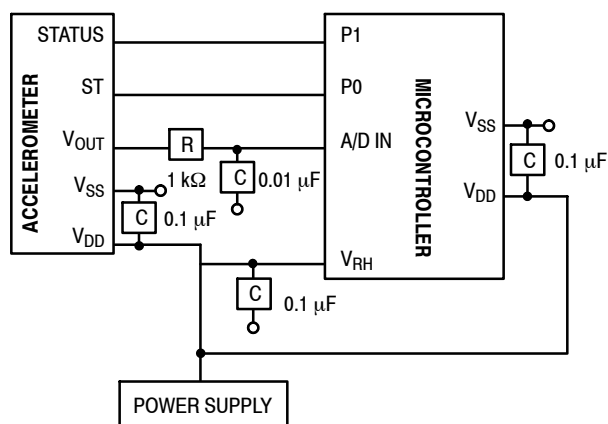 ACCELEROMETER
STATUS
ST
VOUT
VSS
VDD
R
1 kΩ
C
0.01 μF
C
0.1 μF
C
0.1 μF
P1
P0
A/D IN
VRH
MICROCONTROLLER
VSS
VDD
C
0.1 μF
POWER SUPPLY